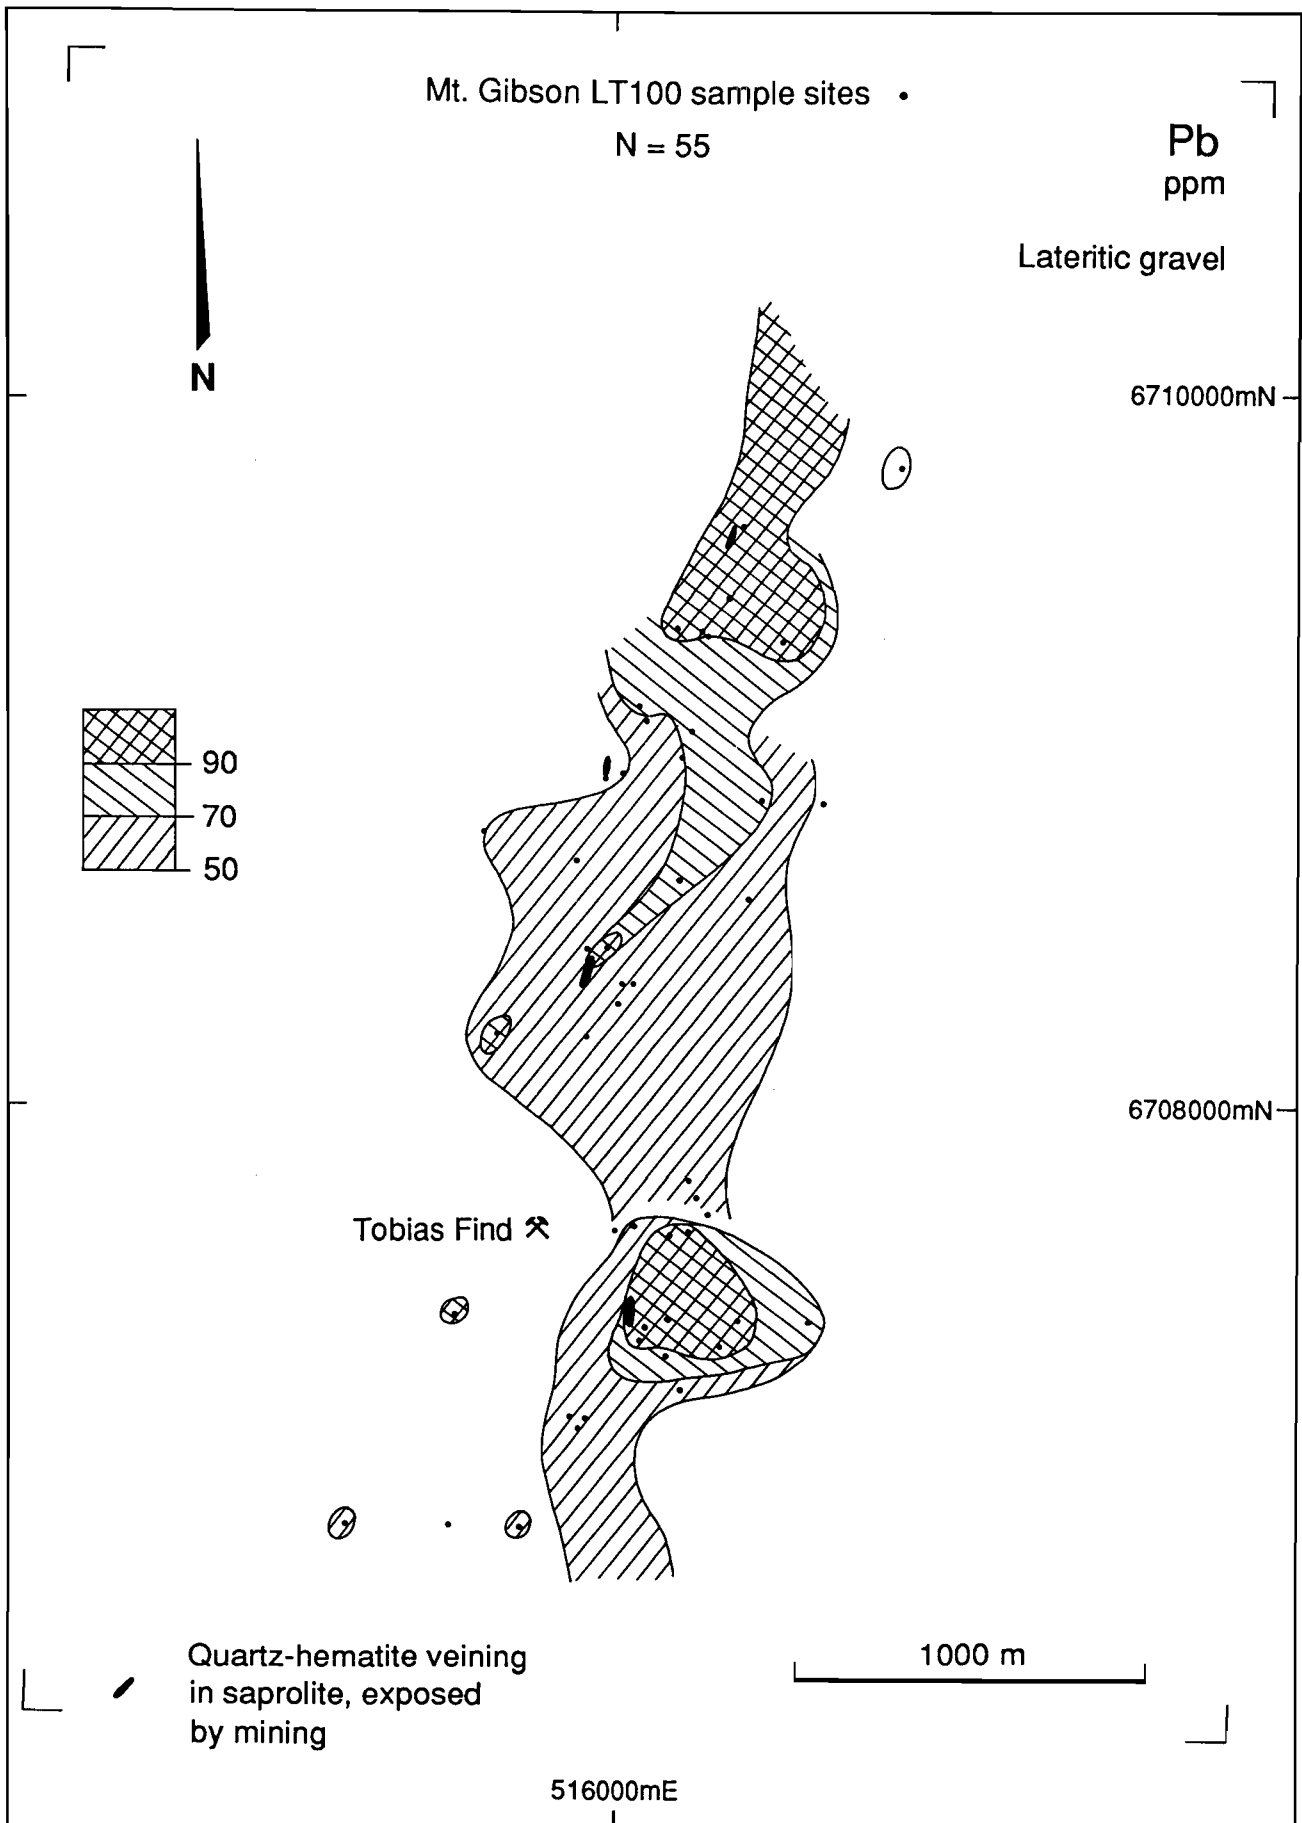 Mt. Gibson LT100 sample sites
N = 55
Pb
ppm
Lateritic gravel
N
6710000mN
90
70
50
6708000mN
Tobias Find
Quartz-hematite veining
in saprolite, exposed
by mining
1000 m
516000mE